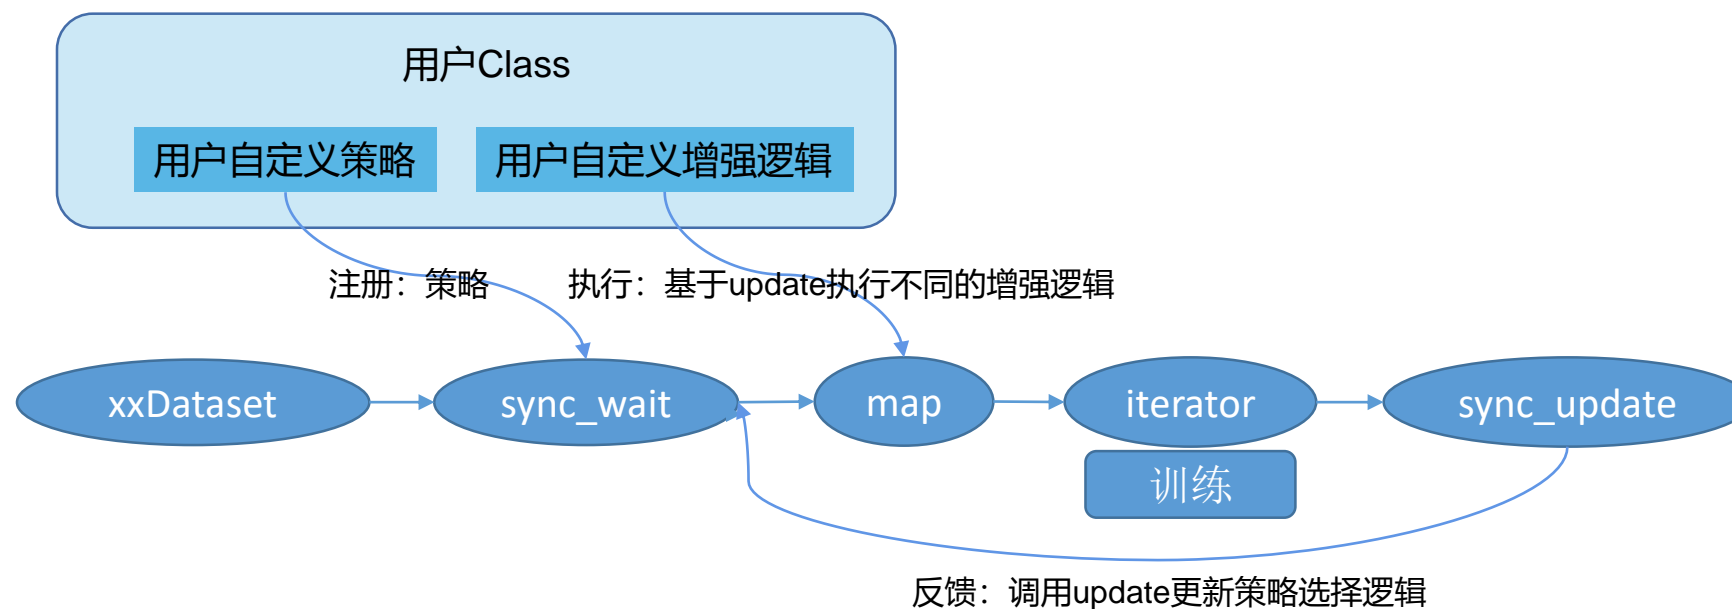 用户Class
用户自定义策略
用户自定义增强逻辑
注册：策略
执行：基于update执行不同的增强逻辑
xxDataset
sync_wait
map
iterator
sync_update
训练
反馈：调用update更新策略选择逻辑